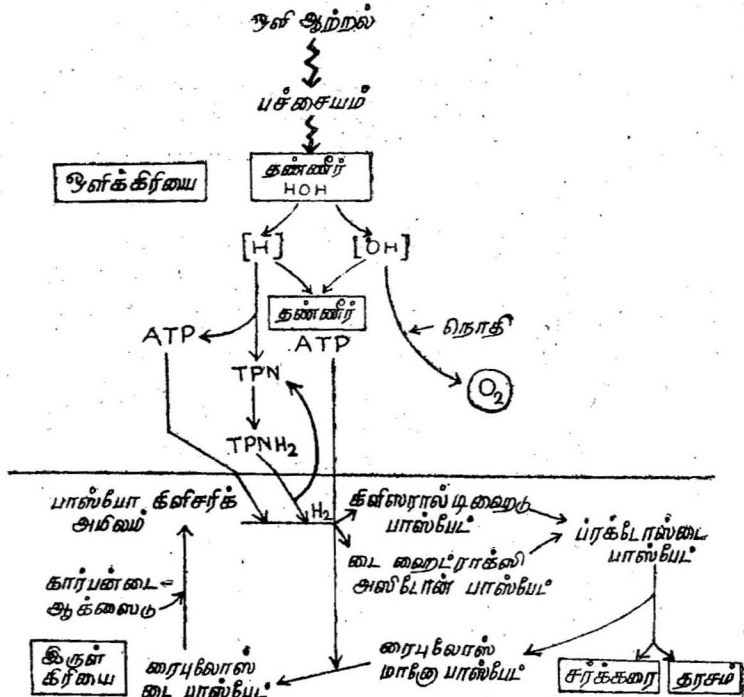 ஒளி ஆற்றல்
பச்சையம்
ஒளிக்கிரியை
தண்ணீர்
HOH
[H]
[OH]
தண்ணீர்
ATP
ATP
நொதி
TPN
O2
TPNH2
பாஸ்போ கிளிசரிக்
அமிலம்
H2
கிளிஸரால்டிஹைடு
பாஸ்பேட்
டை ஹைட்ராக்ஸி
அஸிடோன் பாஸ்பேட்
ப்ரக்டோஸ்டை
பாஸ்பேட்
கார்பன்டை
ஆக்ஸைடு
இருள்
கிரியை
ரைபுலோஸ்
டை பாஸ்பேட்
ரைபுலோஸ்
மானோ பாஸ்பேட்
சர்க்கரை
தரசம்